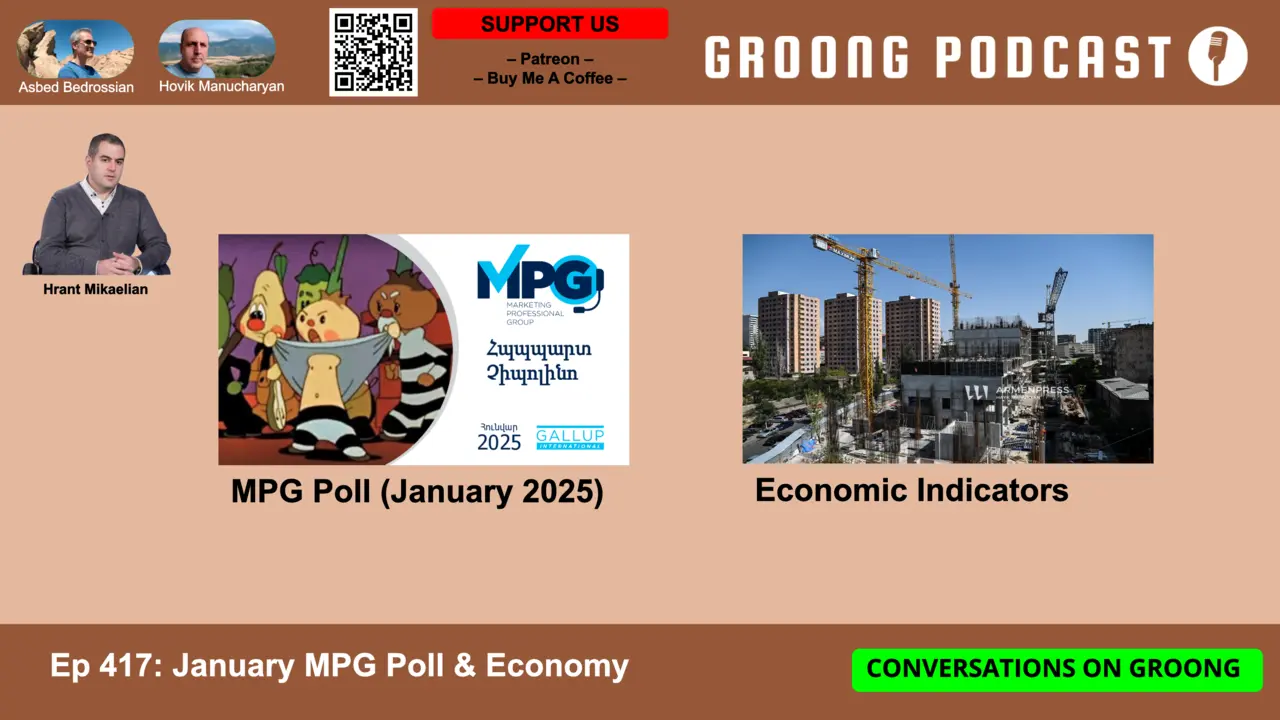 Asbed Bedrossian
Hovik Manucharyan
SUPPORT US
– Patreon –
– Buy Me A Coffee –
GROONG PODCAST
Hrant Mikaelian
MPG
MARKETING
PROFESSIONAL
GROUP
Հպպպարտ
Չիպոլինո
Հունվար
2025
GALLUP
INTERNATIONAL
ARMENPRESS
MPG Poll (January 2025)
Economic Indicators
Ep 417: January MPG Poll & Economy
CONVERSATIONS ON GROONG